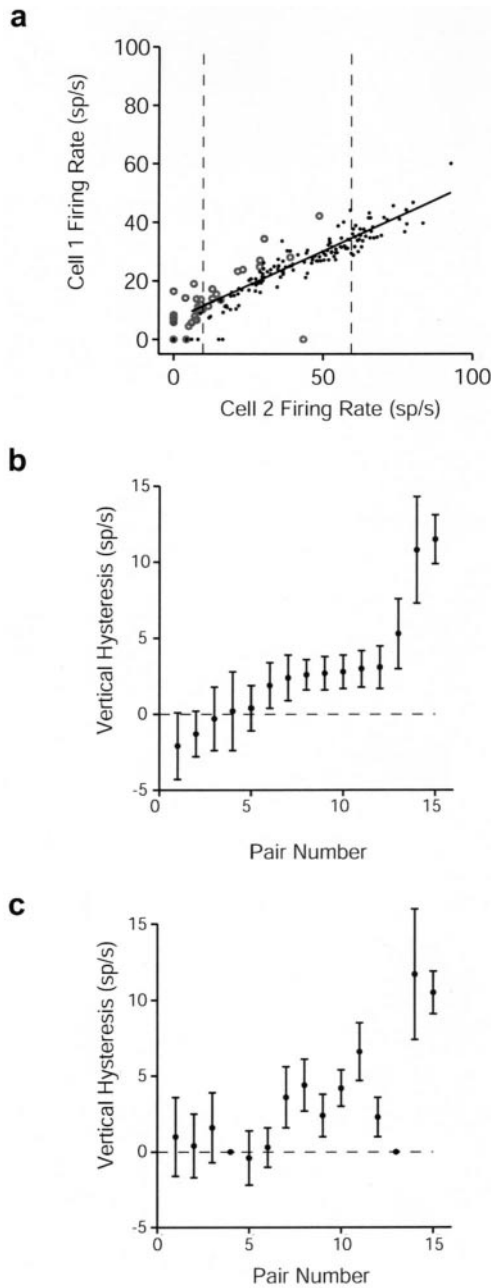 a
100
80
60
40
20
0
Cell 1 Firing Rate (sp/s)
0 50 100
Cell 2 Firing Rate (sp/s)
b
15
10
5
0
-5
Vertical Hysteresis (sp/s)
0 5 10 15
Pair Number
c
15
10
5
0
-5
Vertical Hysteresis (sp/s)
0 5 10 15
Pair Number